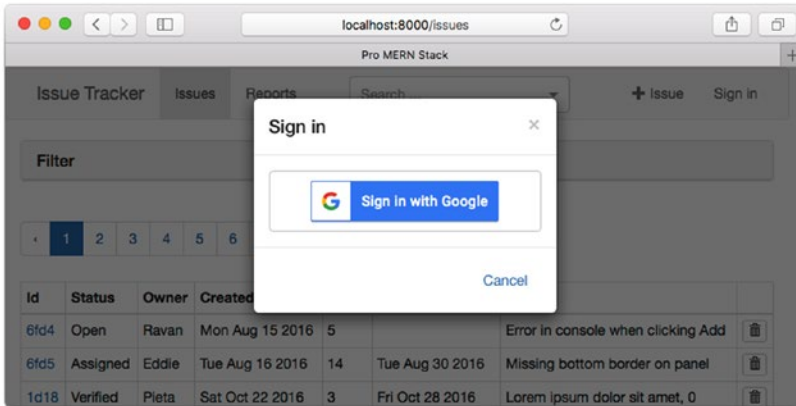 localhost:8000/issues
Pro MERN Stack
Issue Tracker Issues Reports Search ... + Issue Sign in
Sign in ×
Filter
G Sign in with Google
‹ 1 2 3 4 5 6
Cancel
Id Status Owner Created
6fd4 Open Ravan Mon Aug 15 2016 5 Error in console when clicking Add
6fd5 Assigned Eddie Tue Aug 16 2016 14 Tue Aug 30 2016 Missing bottom border on panel
1d18 Verified Pieta Sat Oct 22 2016 3 Fri Oct 28 2016 Lorem ipsum dolor sit amet, 0